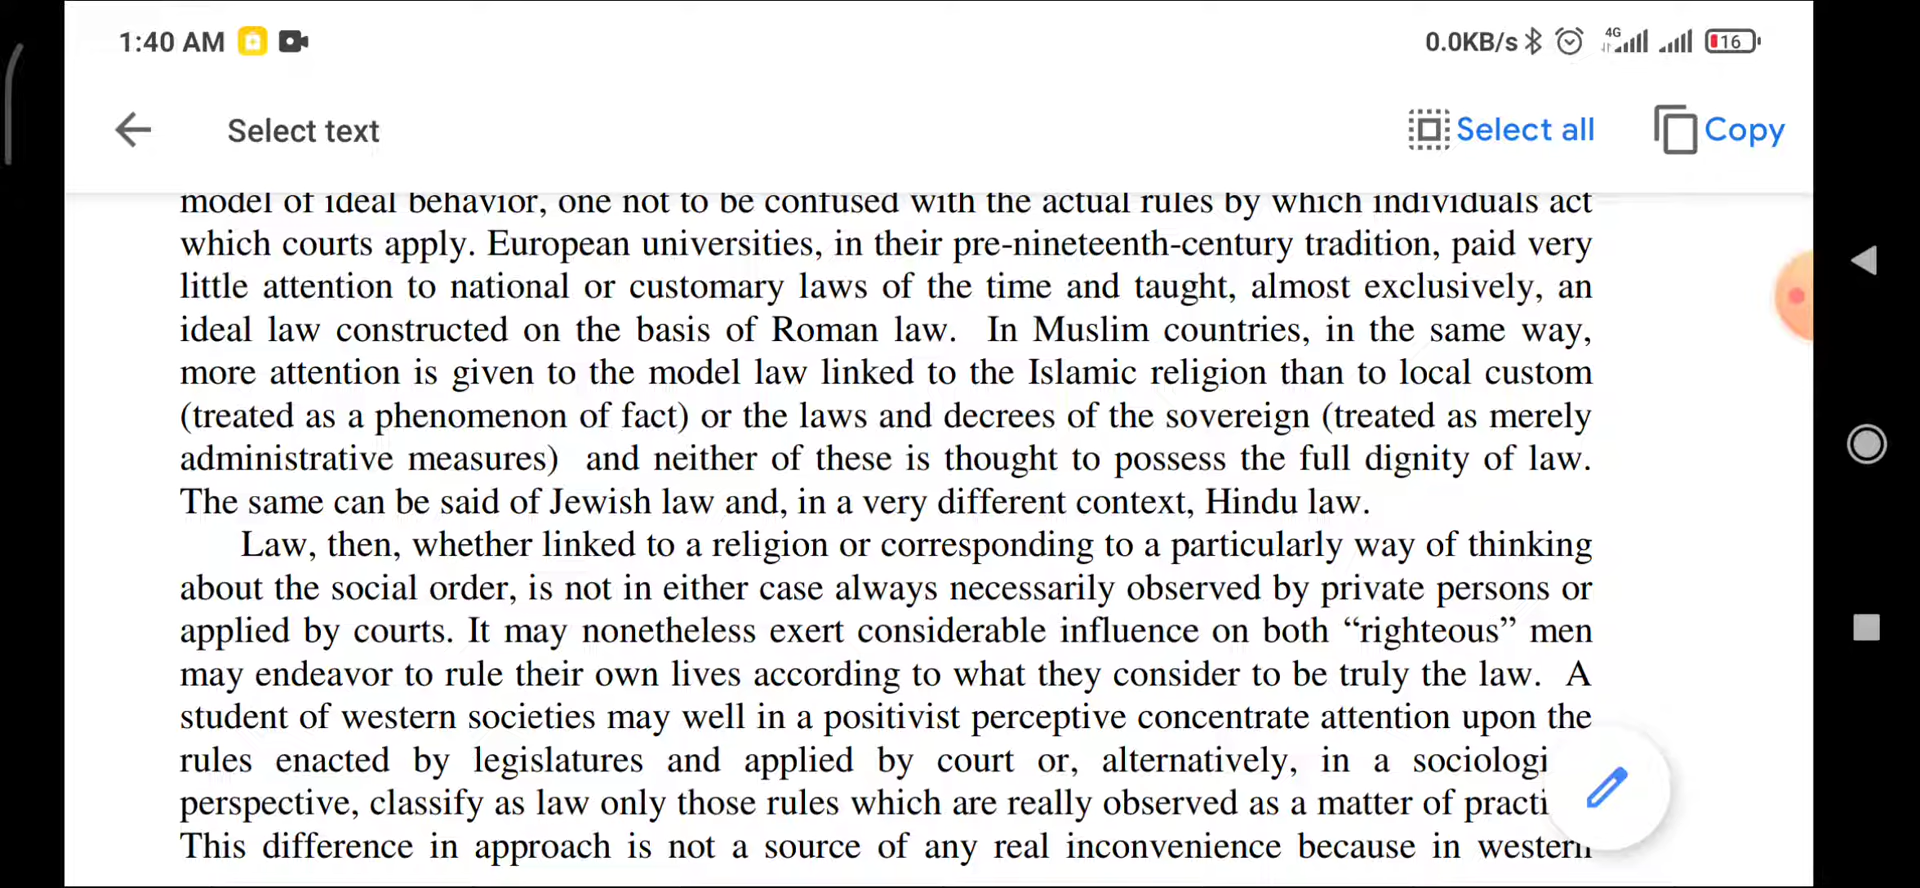 1:40 AM
0.0KB/s 4G 16
Select text
Select all
Copy
model of ideal behavior, one not to be confused with the actual rules by which individuals act
which courts apply. European universities, in their pre-nineteenth-century tradition, paid very
little attention to national or customary laws of the time and taught, almost exclusively, an
ideal law constructed on the basis of Roman law. In Muslim countries, in the same way,
more attention is given to the model law linked to the Islamic religion than to local custom
(treated as a phenomenon of fact) or the laws and decrees of the sovereign (treated as merely
administrative measures) and neither of these is thought to possess the full dignity of law.
The same can be said of Jewish law and, in a very different context, Hindu law.
Law, then, whether linked to a religion or corresponding to a particularly way of thinking
about the social order, is not in either case always necessarily observed by private persons or
applied by courts. It may nonetheless exert considerable influence on both “righteous” men
may endeavor to rule their own lives according to what they consider to be truly the law. A
student of western societies may well in a positivist perceptive concentrate attention upon the
rules enacted by legislatures and applied by court or, alternatively, in a sociologi
perspective, classify as law only those rules which are really observed as a matter of practi
This difference in approach is not a source of any real inconvenience because in western